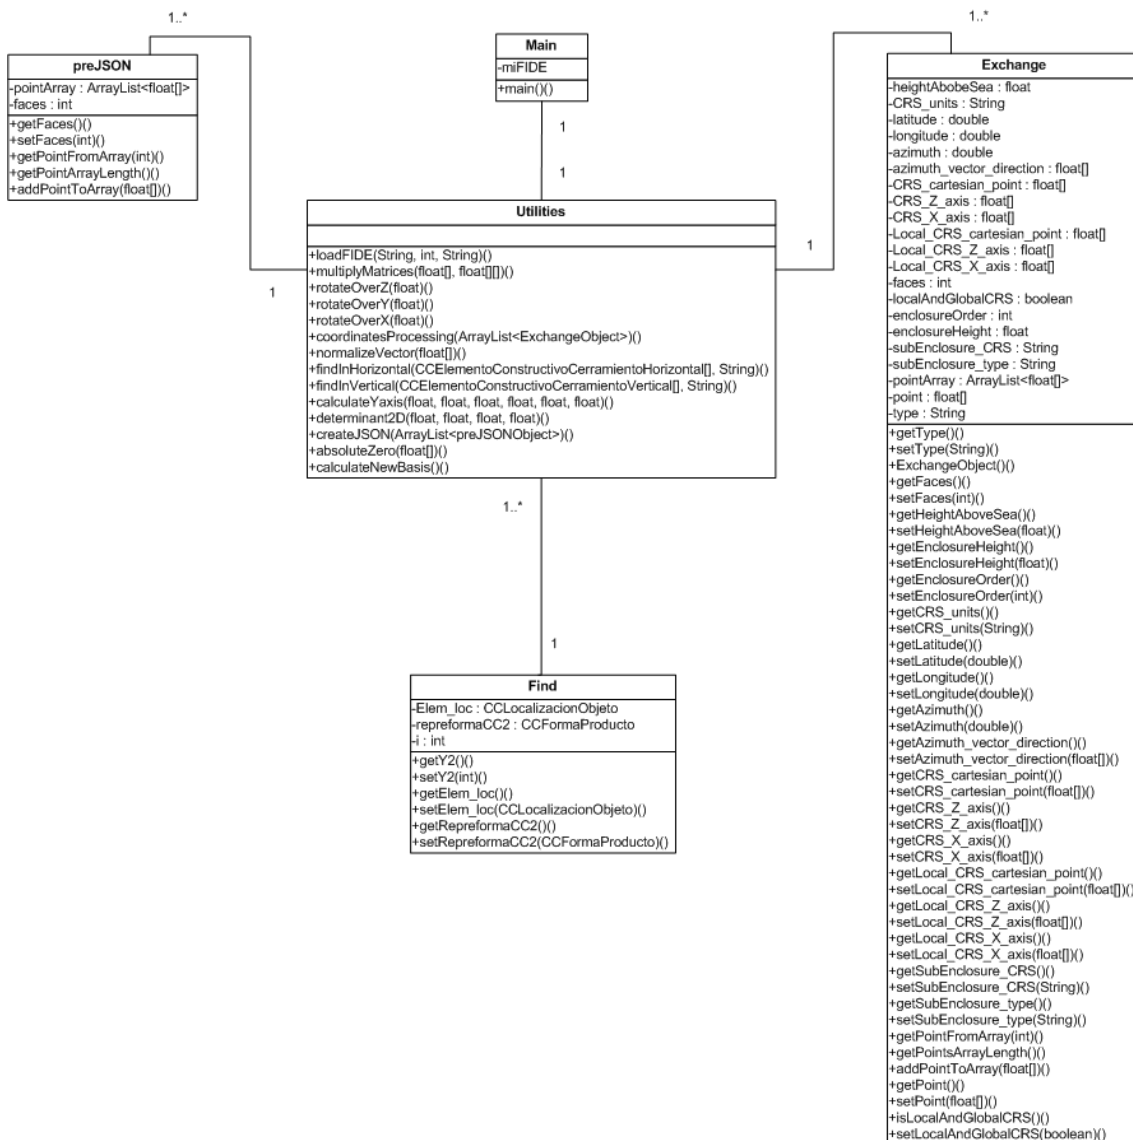 1..*
preJSON
-pointArray : ArrayList<float[]>
-faces : int
+getFaces()()
+setFaces(int)()
+getPointFromArray(int)()
+getPointArrayLength()()
+addPointToArray(float[])()
Main
-miFIDE
+main()()
1
1
Utilities
+loadFIDE(String, int, String)()
+multiplyMatrices(float[], float[][])()
+rotateOverZ(float)()
+rotateOverY(float)()
+rotateOverX(float)()
+coordinatesProcessing(ArrayList<ExchangeObject>)()
+normalizeVector(float[])()
+findInHorizontal(CCElementoConstructivoCerramientoHorizontal[], String)()
+findInVertical(CCElementoConstructivoCerramientoVertical[], String)()
+calculateYaxis(float, float, float, float, float, float)()
+determinant2D(float, float, float, float)()
+createJSON(ArrayList<preJSONObject>)()
+absoluteZero(float[])()
+calculateNewBasis()()
1
1
1..*
1
Find
-Elem_loc : CCLocalizacionObjeto
-repreformaCC2 : CCFormaProducto
-i : int
+getY2()()
+setY2(int)()
+getElem_loc()()
+setElem_loc(CCLocalizacionObjeto)()
+getRepreformaCC2()()
+setRepreformaCC2(CCFormaProducto)()
1..*
Exchange
-heightAbobeSea : float
-CRS_units : String
-latitude : double
-longitude : double
-azimuth : double
-azimuth_vector_direction : float[]
-CRS_cartesian_point : float[]
-CRS_Z_axis : float[]
-CRS_X_axis : float[]
-Local_CRS_cartesian_point : float[]
-Local_CRS_Z_axis : float[]
-Local_CRS_X_axis : float[]
-faces : int
-localAndGlobalCRS : boolean
-enclosureOrder : int
-enclosureHeight : float
-subEnclosure_CRS : String
-subEnclosure_type : String
-pointArray : ArrayList<float[]>
-point : float[]
-type : String
+getType()()
+setType(String)()
+ExchangeObject()()
+getFaces()()
+setFaces(int)()
+getHeightAboveSea()()
+setHeightAboveSea(float)()
+getEnclosureHeight()()
+setEnclosureHeight(float)()
+getEnclosureOrder()()
+setEnclosureOrder(int)()
+getCRS_units()()
+setCRS_units(String)()
+getLatitude()()
+setLatitude(double)()
+getLongitude()()
+setLongitude(double)()
+getAzimuth()()
+setAzimuth(double)()
+getAzimuth_vector_direction()()
+setAzimuth_vector_direction(float[])()
+getCRS_cartesian_point()()
+setCRS_cartesian_point(float[])()
+getCRS_Z_axis()()
+setCRS_Z_axis(float[])()
+getCRS_X_axis()()
+setCRS_X_axis(float[])()
+getLocal_CRS_cartesian_point()()
+setLocal_CRS_cartesian_point(float[])()
+getLocal_CRS_Z_axis()()
+setLocal_CRS_Z_axis(float[])()
+getLocal_CRS_X_axis()()
+setLocal_CRS_X_axis(float[])()
+getSubEnclosure_CRS()()
+setSubEnclosure_CRS(String)()
+getSubEnclosure_type()()
+setSubEnclosure_type(String)()
+getPointFromArray(int)()
+getPointsArrayLength()()
+addPointToArray(float[])()
+getPoint()()
+setPoint(float[])()
+isLocalAndGlobalCRS()()
+setLocalAndGlobalCRS(boolean)()